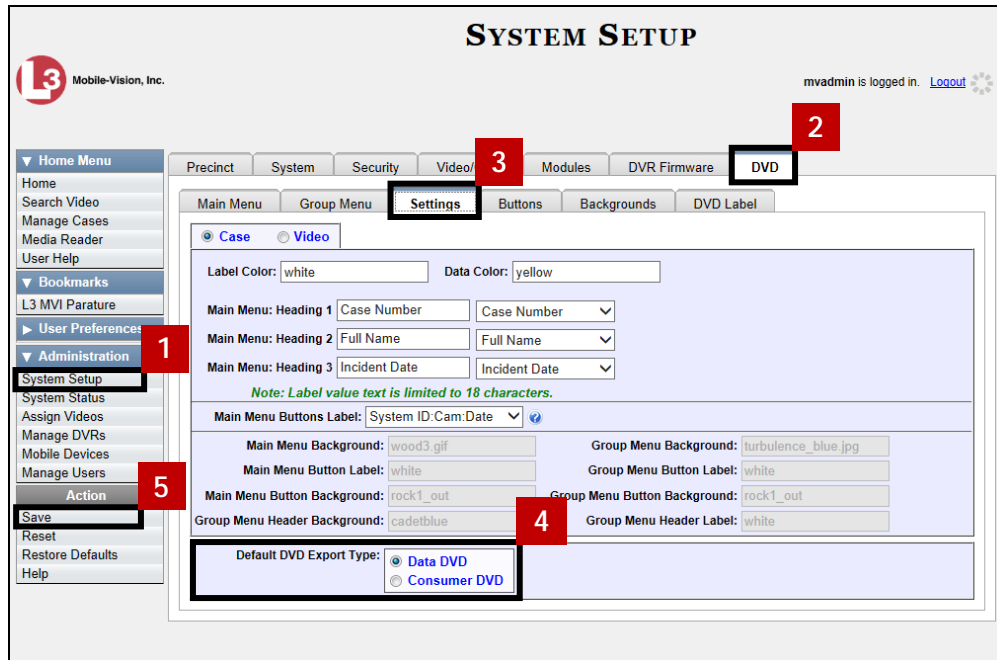 SYSTEM SETUP
L3 Mobile-Vision, Inc.
mvadmin is logged in. Logout
2
3
Precinct System Security Video/ Modules DVR Firmware DVD
Main Menu Group Menu Settings Buttons Backgrounds DVD Label
Home Menu
Home
Search Video
Manage Cases
Media Reader
User Help
Bookmarks
L3 MVI Parature
User Preferences
1
Administration
System Setup
System Status
Assign Videos
Manage DVRs
Mobile Devices
Manage Users
Action
5
Save
Reset
Restore Defaults
Help
Case Video
Label Color: white Data Color: yellow
Main Menu: Heading 1 Case Number Case Number
Main Menu: Heading 2 Full Name Full Name
Main Menu: Heading 3 Incident Date Incident Date
Note: Label value text is limited to 18 characters.
Main Menu Buttons Label: System ID:Cam:Date ?
Main Menu Background: wood3.gif Group Menu Background: turbulence_blue.jpg
Main Menu Button Label: white Group Menu Button Label: white
Main Menu Button Background: rock1_out Group Menu Button Background: rock1_out
Group Menu Header Background: cadetblue Group Menu Header Label: white
4
Default DVD Export Type: Data DVD
Consumer DVD